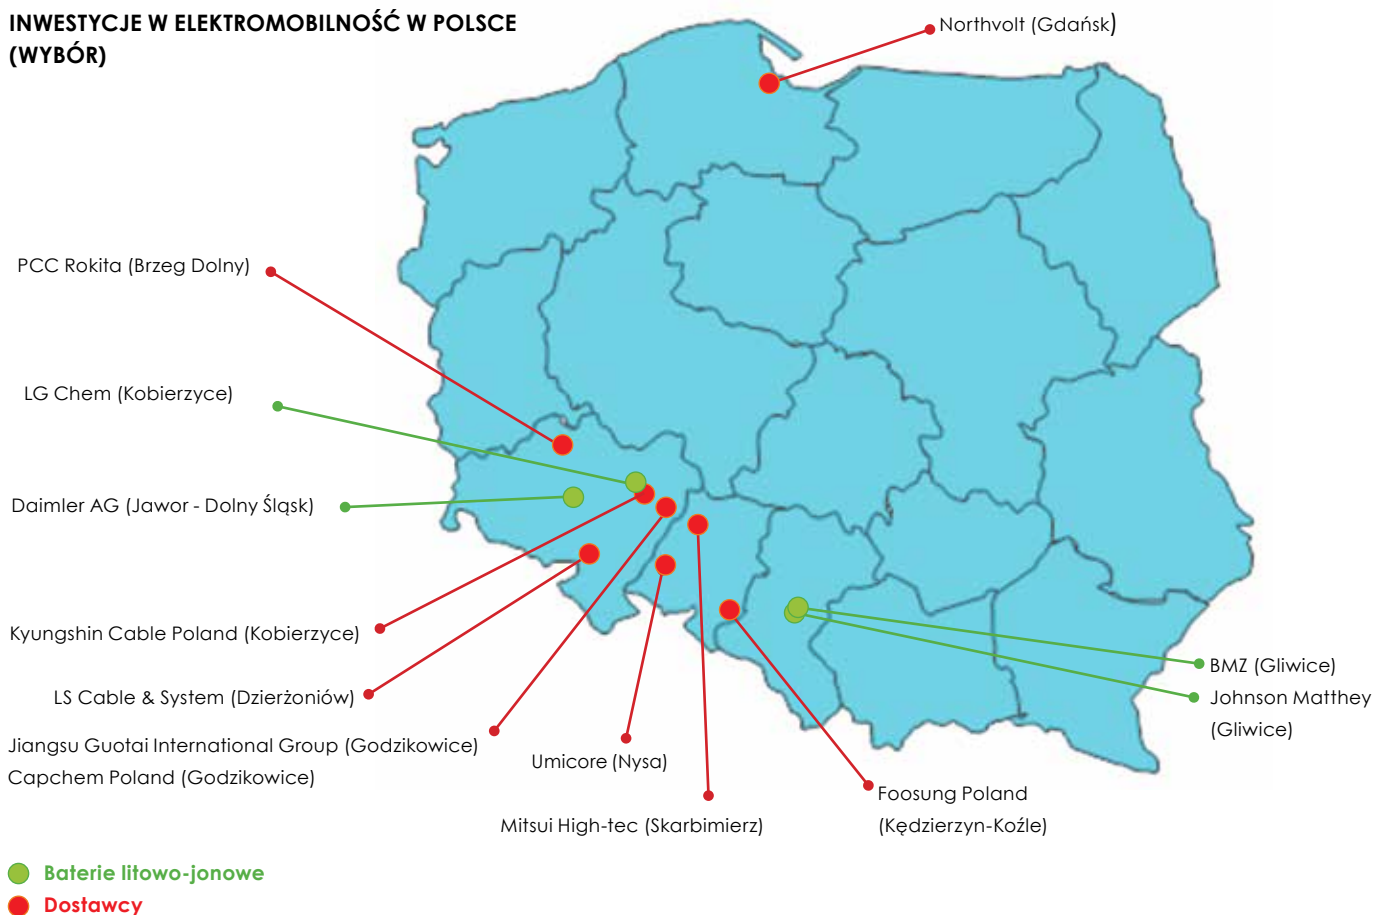 INWESTYCJE W ELEKTROMOBILNOŚĆ W POLSCE
(WYBÓR)
Northvolt (Gdańsk)
PCC Rokita (Brzeg Dolny)
LG Chem (Kobierzyce)
Daimler AG (Jawor - Dolny Śląsk)
Kyungshin Cable Poland (Kobierzyce)
LS Cable & System (Dzierżoniów)
Jiangsu Guotai International Group (Godzikowice)
Capchem Poland (Godzikowice)
Umicore (Nysa)
Mitsui High-tec (Skarbimierz)
Foosung Poland
(Kędzierzyn-Koźle)
BMZ (Gliwice)
Johnson Matthey
(Gliwice)
Baterie litowo-jonowe
Dostawcy